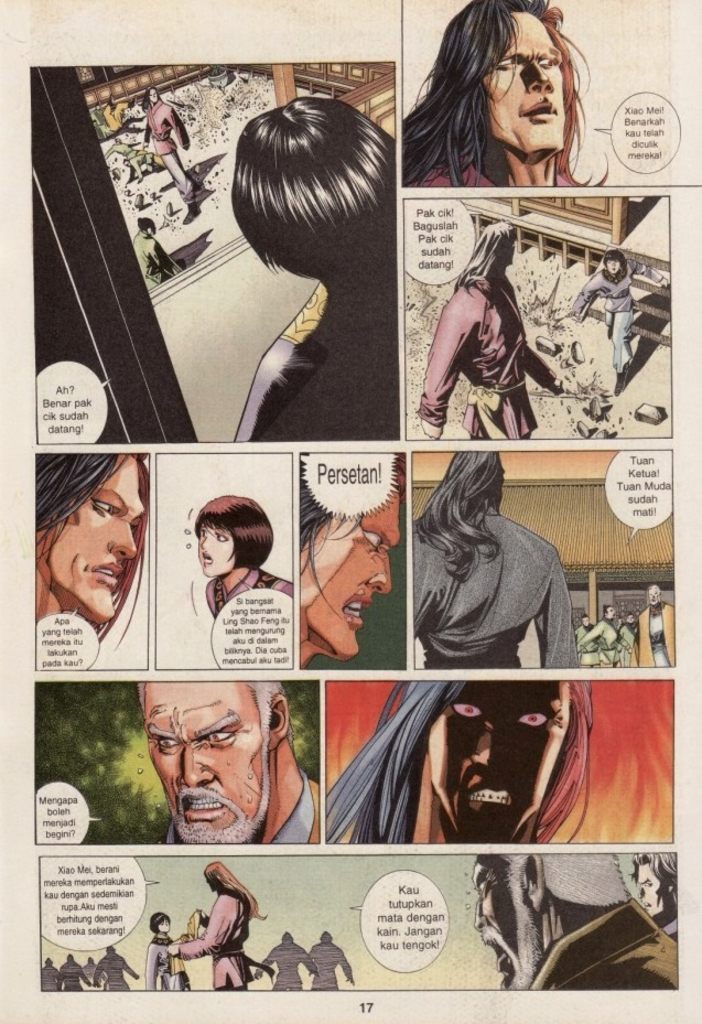 Xiao Mei!
Benarkah
kau telah
diculik
mereka!
Ah?
Benar pak
cik sudah
datang!
Pak cik!
Baguslah
Pak cik
sudah
datang!
Apa
yang telah
mereka itu
lakukan
pada kau?
Si bangsat
yang bernama
Ling Shao Feng itu
telah mengurung
aku di dalam
biliknya. Dia cuba
mencabul aku tadi!
Persetan!
Tuan
Ketua!
Tuan Muda
sudah
mati!
Mengapa
boleh
menjadi
begini?
Xiao Mei, berani
mereka memperlakukan
kau dengan sedemikian
rupa.Aku mesti
berhitung dengan
mereka sekarang!
Kau
tutupkan
mata dengan
kain. Jangan
kau tengok!
17